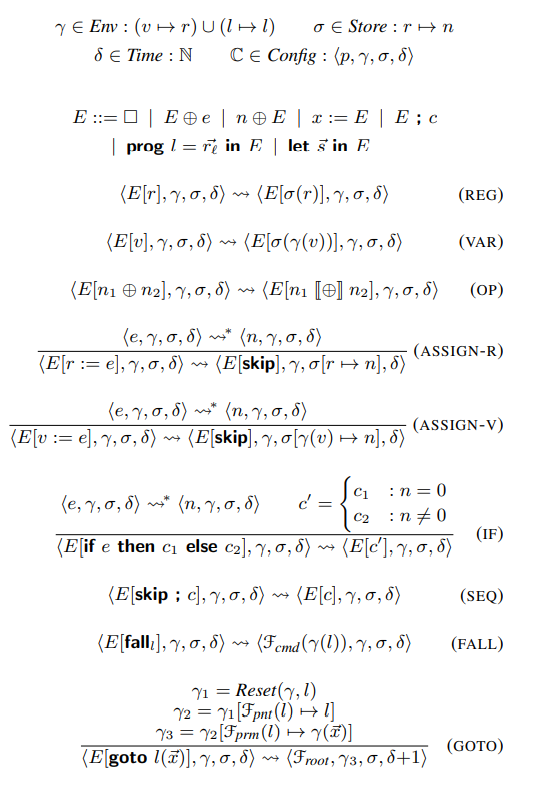 γ ∈ Env : (v ↦ r) ∪ (l ↦ l)    σ ∈ Store : r ↦ n
δ ∈ Time : ℕ    ℂ ∈ Config : ⟨p, γ, σ, δ⟩
E ::= □ | E ⊕ e | n ⊕ E | x := E | E ; c
| prog l = r⃗_ℓ in E | let s⃗ in E
⟨E[r], γ, σ, δ⟩ ⇝ ⟨E[σ(r)], γ, σ, δ⟩ (REG)
⟨E[v], γ, σ, δ⟩ ⇝ ⟨E[σ(γ(v))], γ, σ, δ⟩ (VAR)
⟨E[n₁ ⊕ n₂], γ, σ, δ⟩ ⇝ ⟨E[n₁ ⟦⊕⟧ n₂], γ, σ, δ⟩ (OP)
⟨e, γ, σ, δ⟩ ⇝* ⟨n, γ, σ, δ⟩
⟨E[r := e], γ, σ, δ⟩ ⇝ ⟨E[skip], γ, σ[r ↦ n], δ⟩ (ASSIGN-R)
⟨e, γ, σ, δ⟩ ⇝* ⟨n, γ, σ, δ⟩
⟨E[v := e], γ, σ, δ⟩ ⇝ ⟨E[skip], γ, σ[γ(v) ↦ n], δ⟩ (ASSIGN-V)
⟨e, γ, σ, δ⟩ ⇝* ⟨n, γ, σ, δ⟩    c′ = { c₁ : n = 0
c₂ : n ≠ 0
⟨E[if e then c₁ else c₂], γ, σ, δ⟩ ⇝ ⟨E[c′], γ, σ, δ⟩ (IF)
⟨E[skip ; c], γ, σ, δ⟩ ⇝ ⟨E[c], γ, σ, δ⟩ (SEQ)
⟨E[fall_l], γ, σ, δ⟩ ⇝ ⟨ℱ_cmd(γ(l)), γ, σ, δ⟩ (FALL)
γ₁ = Reset(γ, l)
γ₂ = γ₁[ℱ_pnt(l) ↦ l]
γ₃ = γ₂[ℱ_prm(l) ↦ γ(x⃗)]
⟨E[goto l(x⃗)], γ, σ, δ⟩ ⇝ ⟨ℱ_root, γ₃, σ, δ+1⟩ (GOTO)